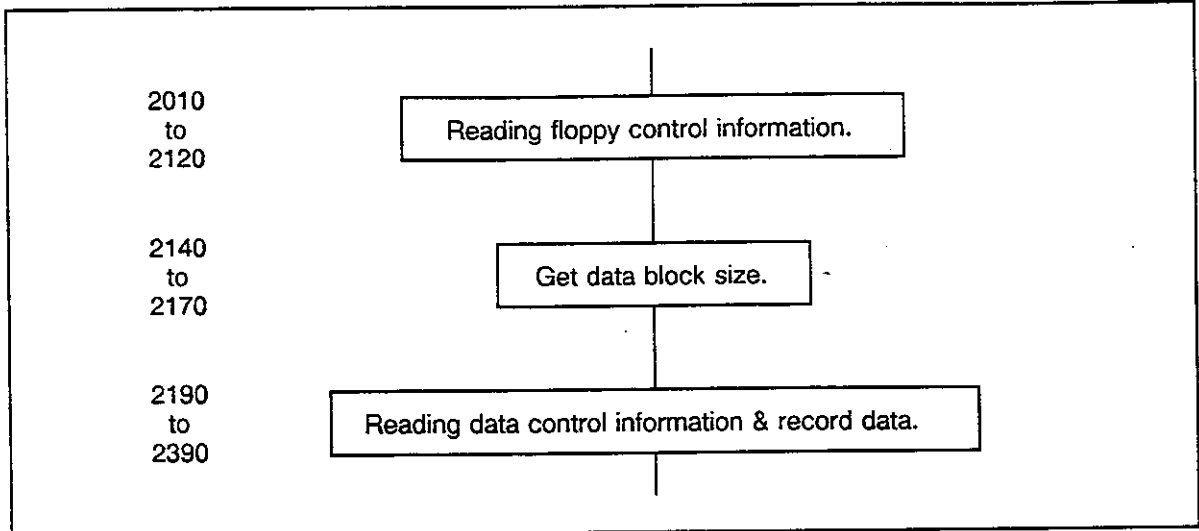 2010
to
2120
Reading floppy control information.
2140
to
2170
Get data block size.
2190
to
2390
Reading data control information & record data.